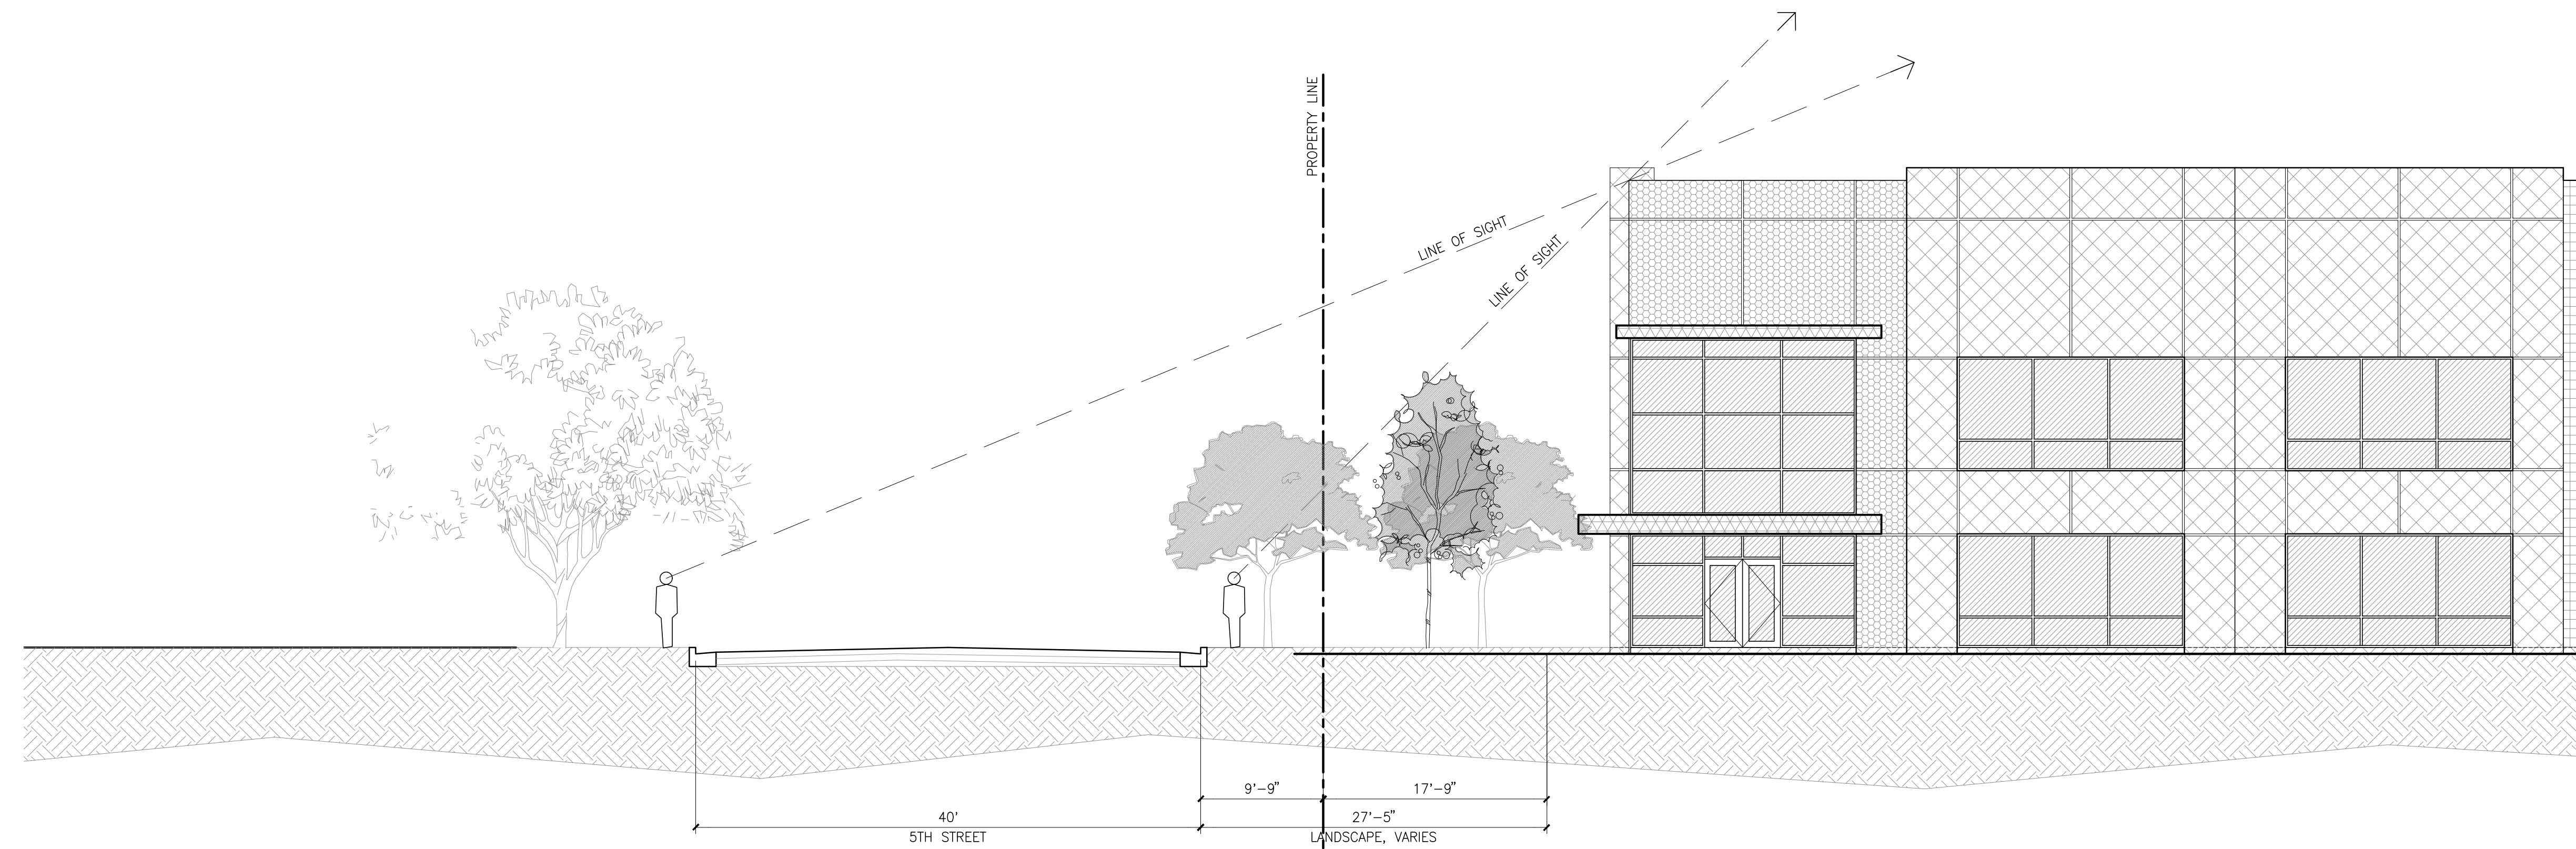 PROPERTY LINE
LINE OF SIGHT
LINE OF SIGHT
9'-9"
17'-9"
40'
27'-5"
5TH STREET
LANDSCAPE, VARIES